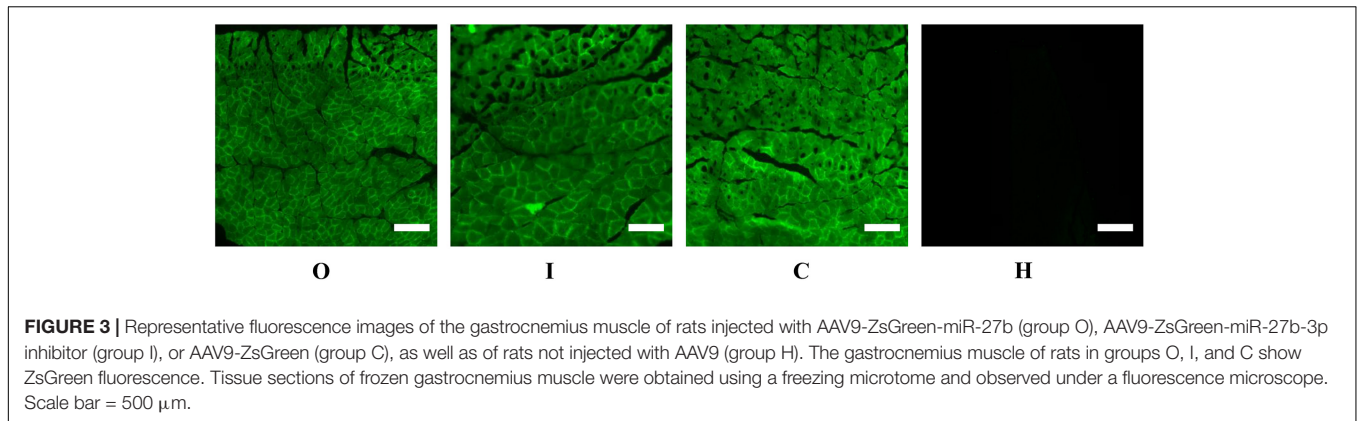 O I C H
FIGURE 3 | Representative fluorescence images of the gastrocnemius muscle of rats injected with AAV9-ZsGreen-miR-27b (group O), AAV9-ZsGreen-miR-27b-3p
inhibitor (group I), or AAV9-ZsGreen (group C), as well as of rats not injected with AAV9 (group H). The gastrocnemius muscle of rats in groups O, I, and C show
ZsGreen fluorescence. Tissue sections of frozen gastrocnemius muscle were obtained using a freezing microtome and observed under a fluorescence microscope.
Scale bar = 500 μm.